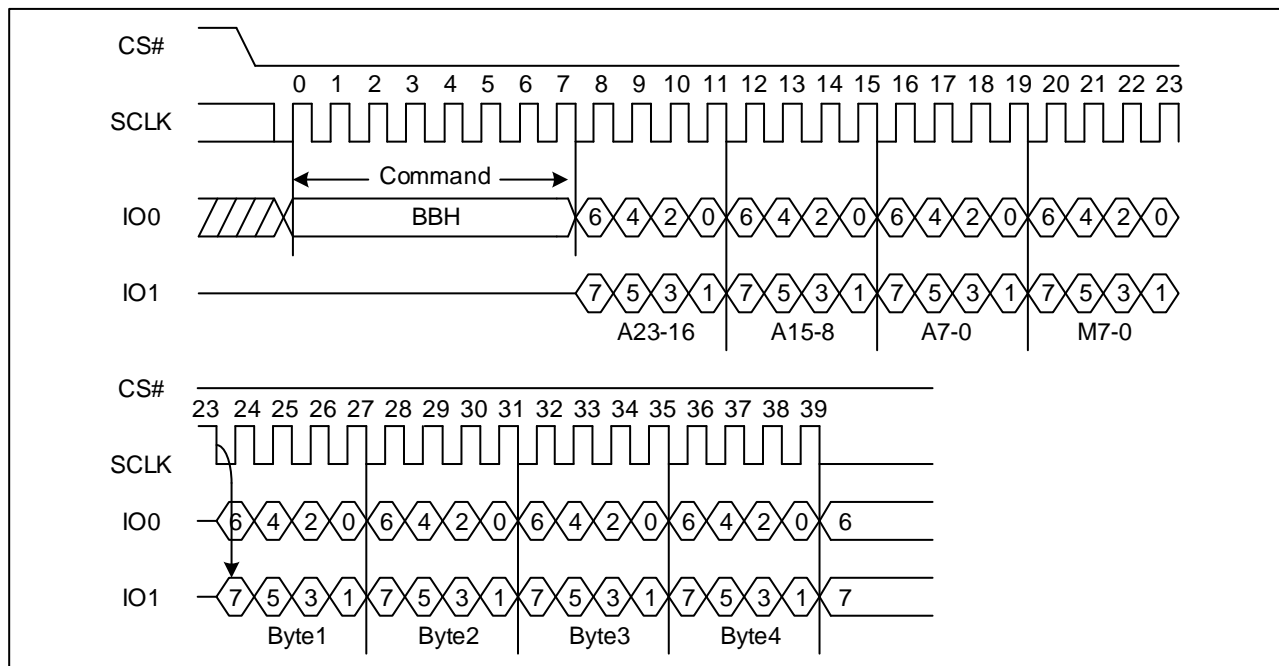 CS#
0 1 2 3 4 5 6 7 8 9 10 11 12 13 14 15 16 17 18 19 20 21 22 23
SCLK
Command
IO0 BBH 6 4 2 0 6 4 2 0 6 4 2 0 6 4 2 0
IO1 7 5 3 1 7 5 3 1 7 5 3 1 7 5 3 1
A23-16 A15-8 A7-0 M7-0
CS#
23 24 25 26 27 28 29 30 31 32 33 34 35 36 37 38 39
SCLK
IO0 6 4 2 0 6 4 2 0 6 4 2 0 6 4 2 0 6
IO1 7 5 3 1 7 5 3 1 7 5 3 1 7 5 3 1 7
Byte1 Byte2 Byte3 Byte4